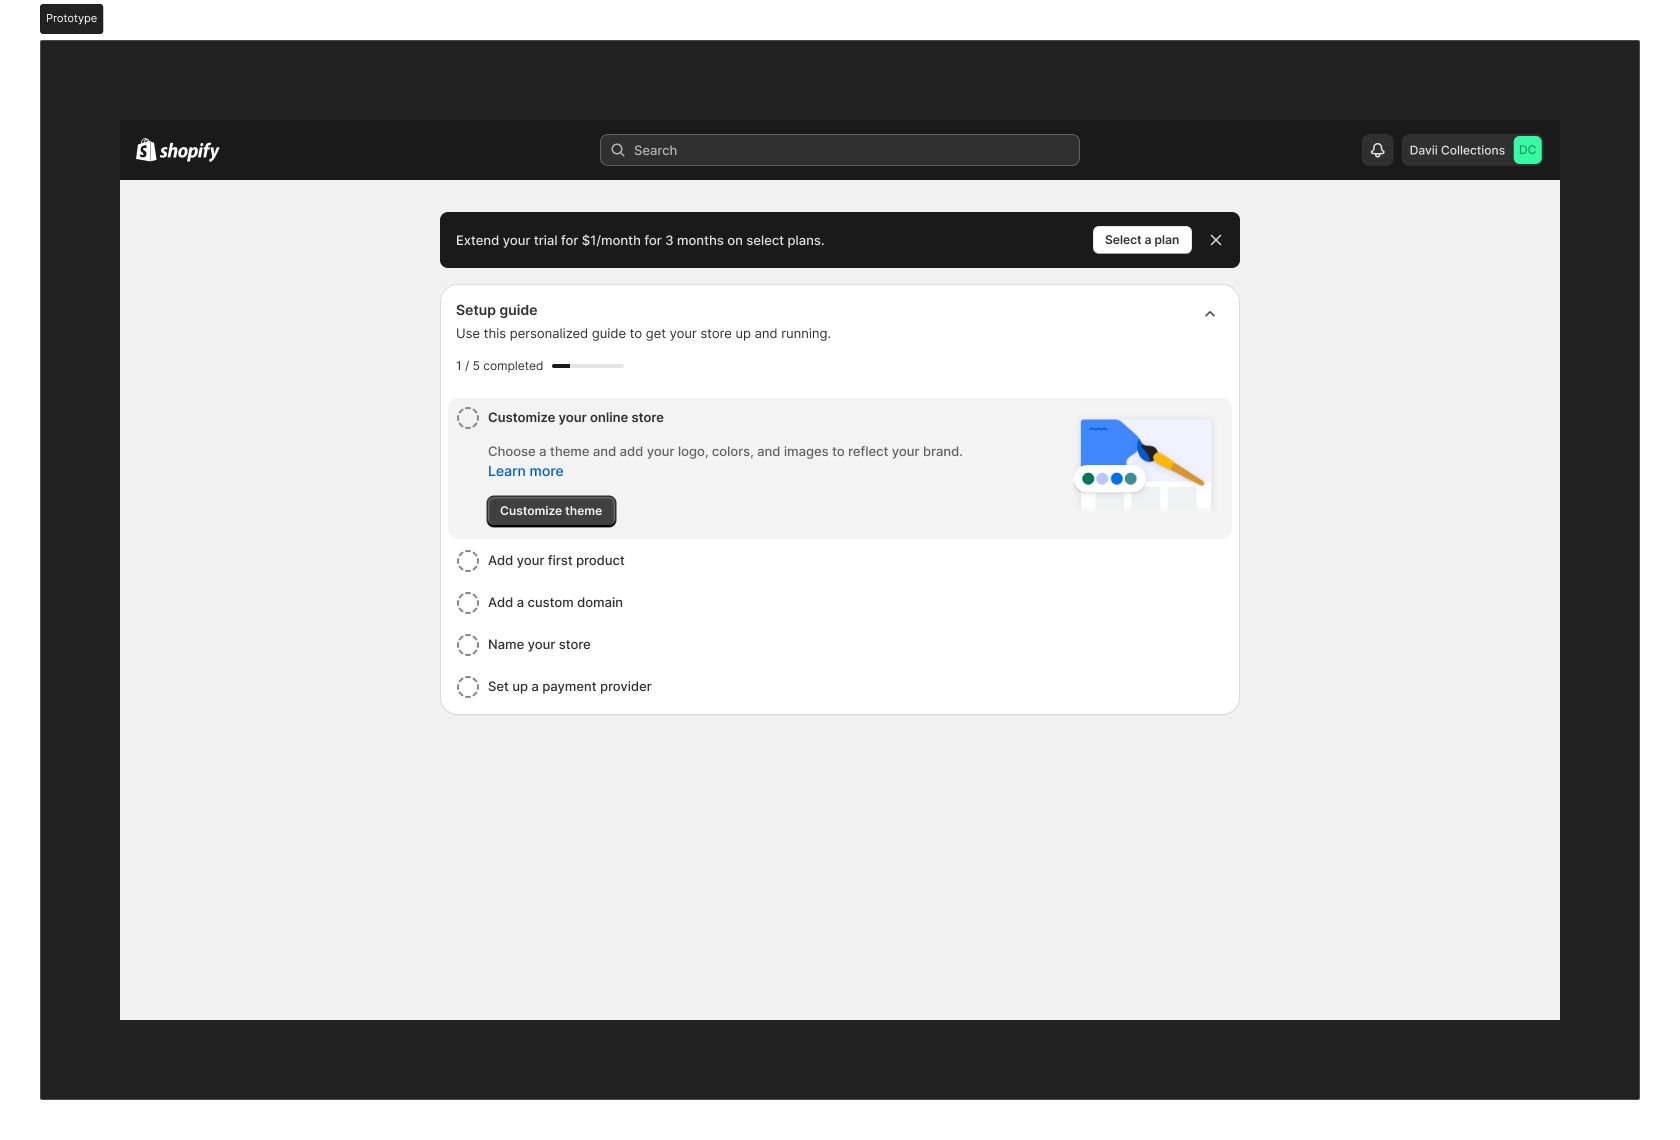 Prototype
shopify
Search
Davii Collections
DC
Extend your trial for $1/month for 3 months on select plans.
Select a plan
Setup guide
Use this personalized guide to get your store up and running.
1 / 5 completed
Customize your online store
Choose a theme and add your logo, colors, and images to reflect your brand.
Learn more
Customize theme
Add your first product
Add a custom domain
Name your store
Set up a payment provider